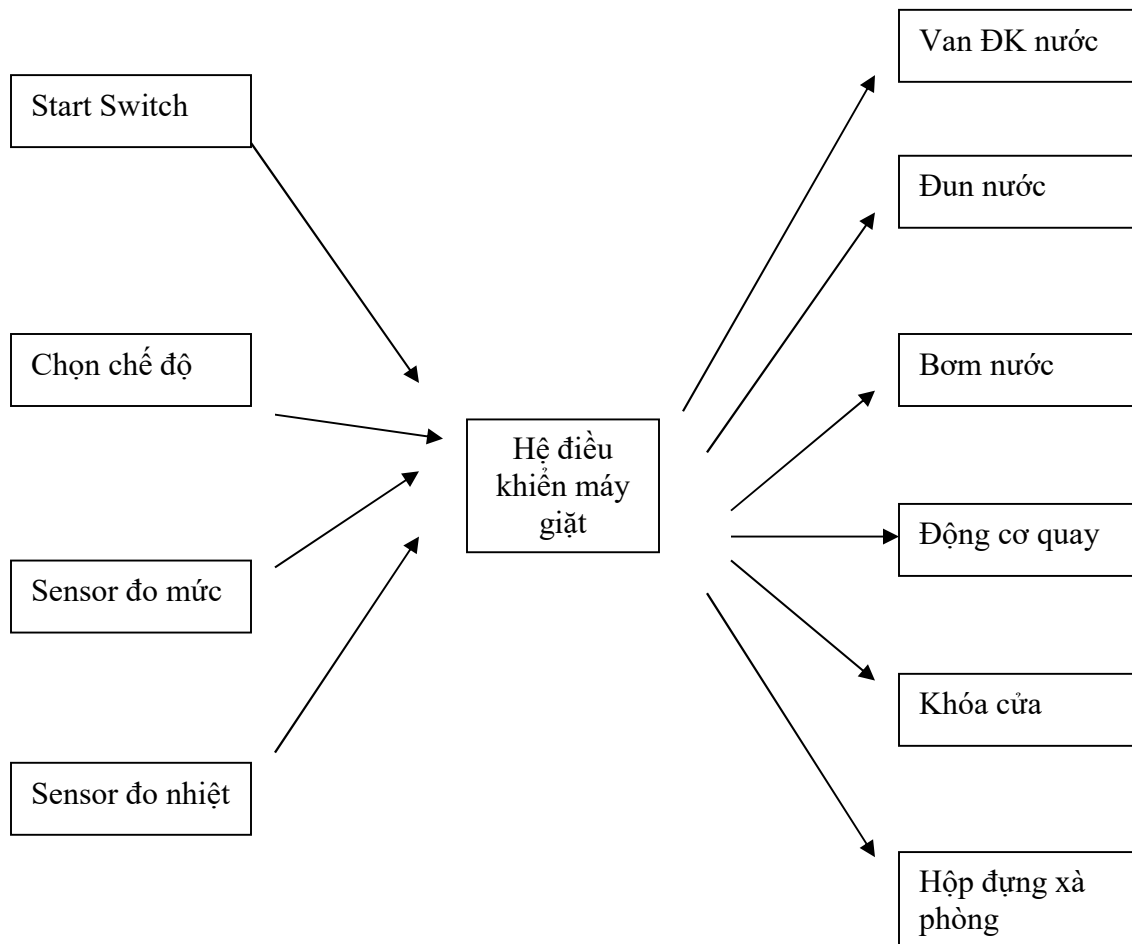 Start Switch
Chọn chế độ
Sensor đo mức
Sensor đo nhiệt
Hệ điều
khiển máy
giặt
Van ĐK nước
Đun nước
Bơm nước
Động cơ quay
Khóa cửa
Hộp đựng xà
phòng